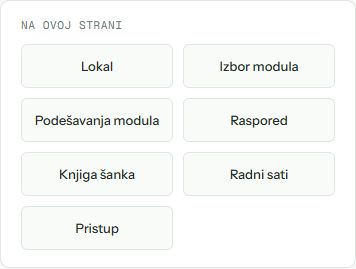 NA OVOJ STRANI
Lokal
Izbor modula
Podešavanja modula
Raspored
Knjiga šanka
Radni sati
Pristup